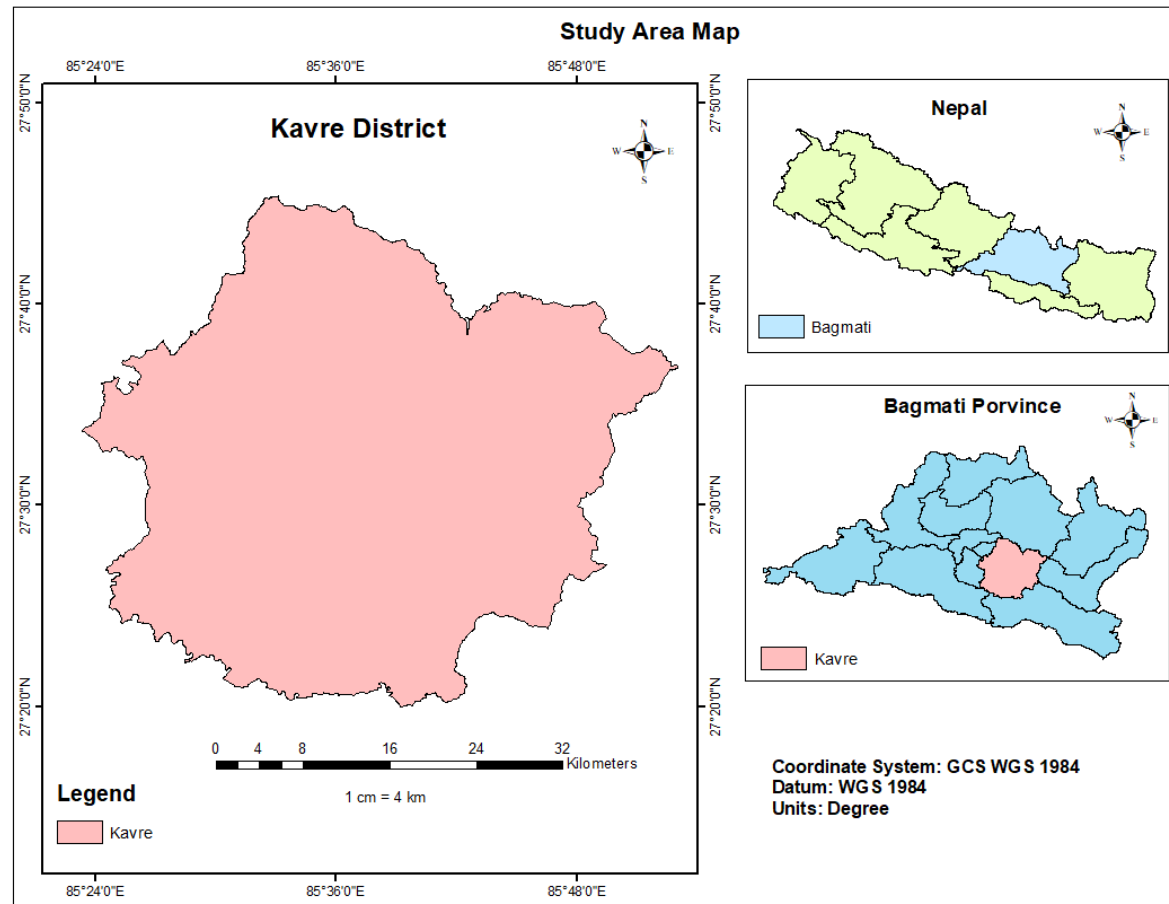 Study Area Map
85°24'0"E 85°36'0"E 85°48'0"E
Kavre District
N
W E
S
27°50'0"N 27°50'0"N
27°40'0"N 27°40'0"N
27°30'0"N 27°30'0"N
27°20'0"N 27°20'0"N
0 4 8 16 24 32
Kilometers
1 cm = 4 km
Legend
Kavre
85°24'0"E 85°36'0"E 85°48'0"E
Nepal
N
W E
S
Bagmati
Bagmati Porvince
N
W E
S
Kavre
Coordinate System: GCS WGS 1984
Datum: WGS 1984
Units: Degree